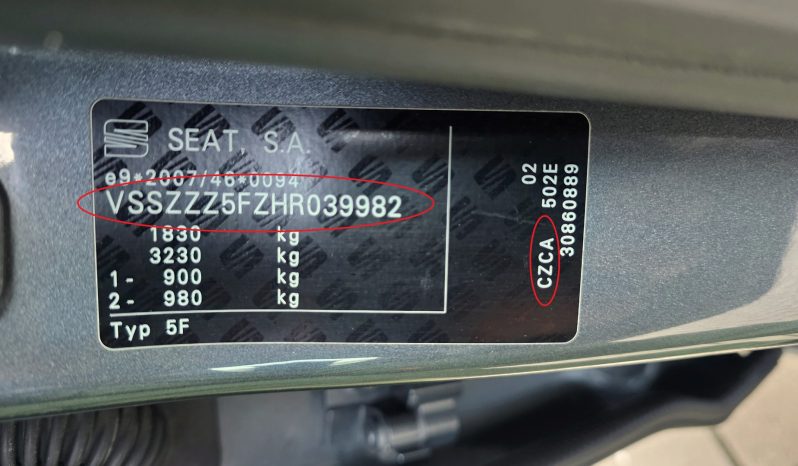 SEAT, S.A.
e9*2007/46*0094
VSSZZZ5FZHR039982
1830 kg
3230 kg
1- 900 kg
2- 980 kg
Typ 5F
02
CZCA 502E
30860889